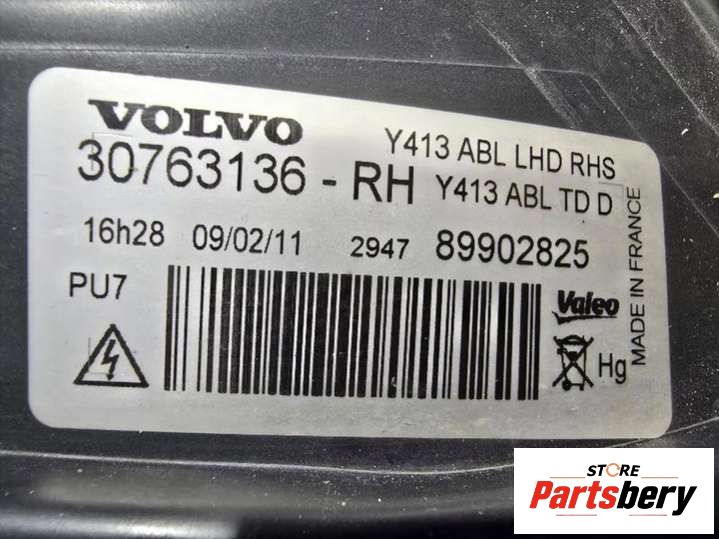 VOLVO
Y413 ABL LHD RHS
30763136 - RH Y413 ABL TD D
16h28 09/02/11 2947 89902825
PU7
Valeo
Hg
MADE IN FRANCE
STORE
Partsbery